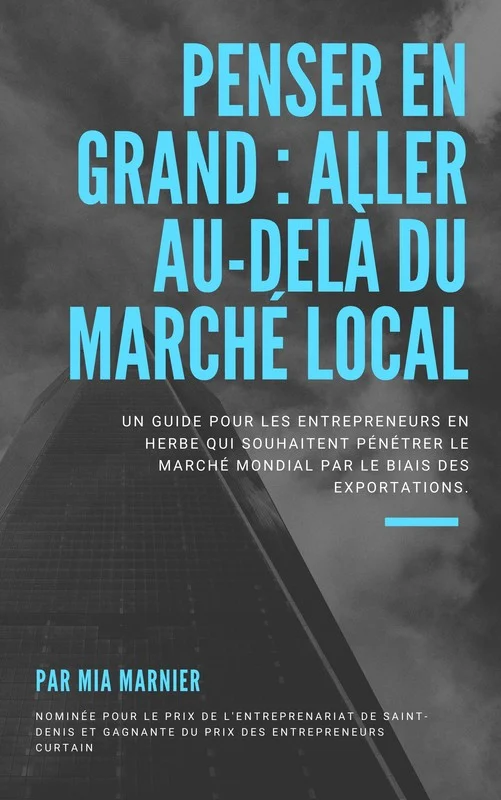 PENSER EN
GRAND : ALLER
AU-DELÀ DU
MARCHÉ LOCAL
UN GUIDE POUR LES ENTREPRENEURS EN
HERBE QUI SOUHAITENT PÉNÉTRER LE
MARCHÉ MONDIAL PAR LE BIAIS DES
EXPORTATIONS.
PAR MIA MARNIER
NOMINÉE POUR LE PRIX DE L'ENTREPRENARIAT DE SAINT-
DENIS ET GAGNANTE DU PRIX DES ENTREPRENEURS
CURTAIN